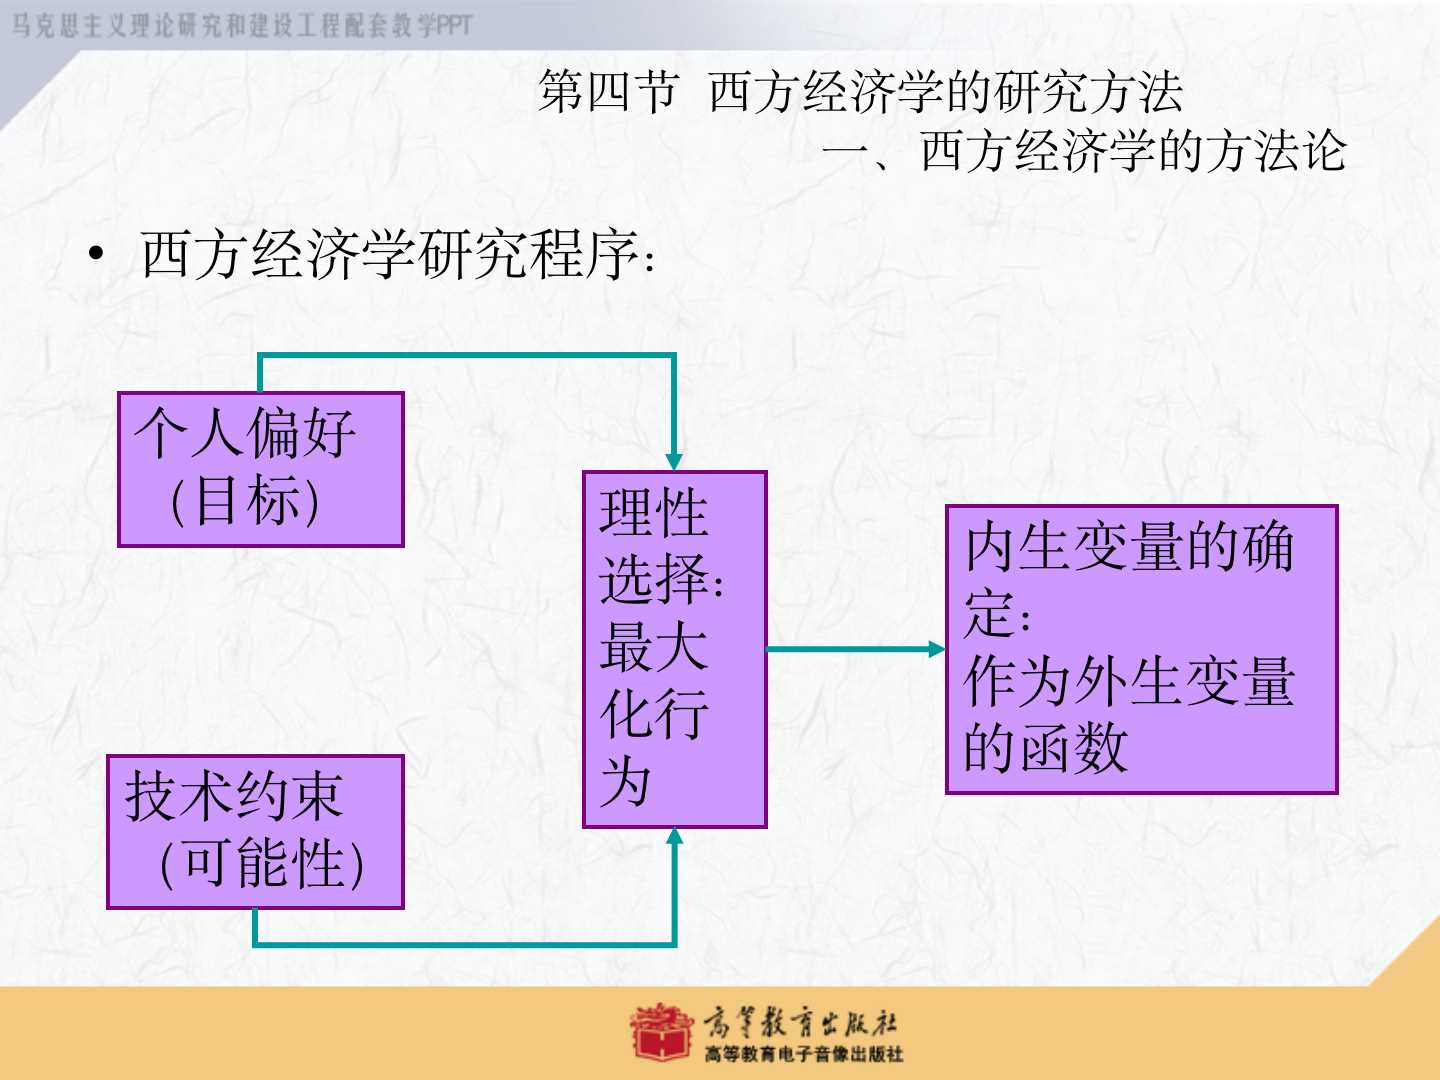 马克思主义理论研究和建设工程配套教学PPT
第四节 西方经济学的研究方法
一、西方经济学的方法论
• 西方经济学研究程序：
个人偏好
（目标）
理性
选择：
最大
化行
为
内生变量的确
定：
作为外生变量
的函数
技术约束
（可能性）
高等教育出版社
高等教育电子音像出版社